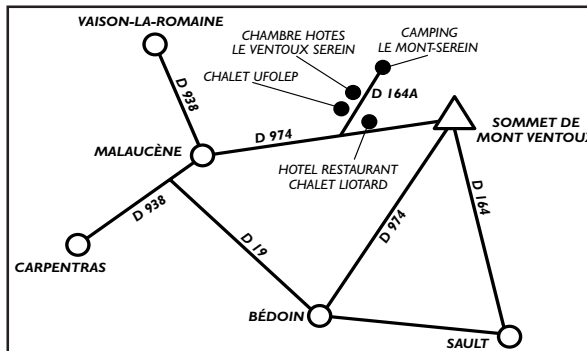 VAISON-LA-ROMAINE
CHAMBRE HOTES
LE VENTOUX SEREIN
CAMPING
LE MONT-SEREIN
CHALET UFOLEP
D 164A
D 938
D 974
SOMMET DE
MONT VENTOUX
MALAUCÈNE
HOTEL RESTAURANT
CHALET LIOTARD
D 938
D 19
D 974
D 164
CARPENTRAS
BÉDOIN
SAULT